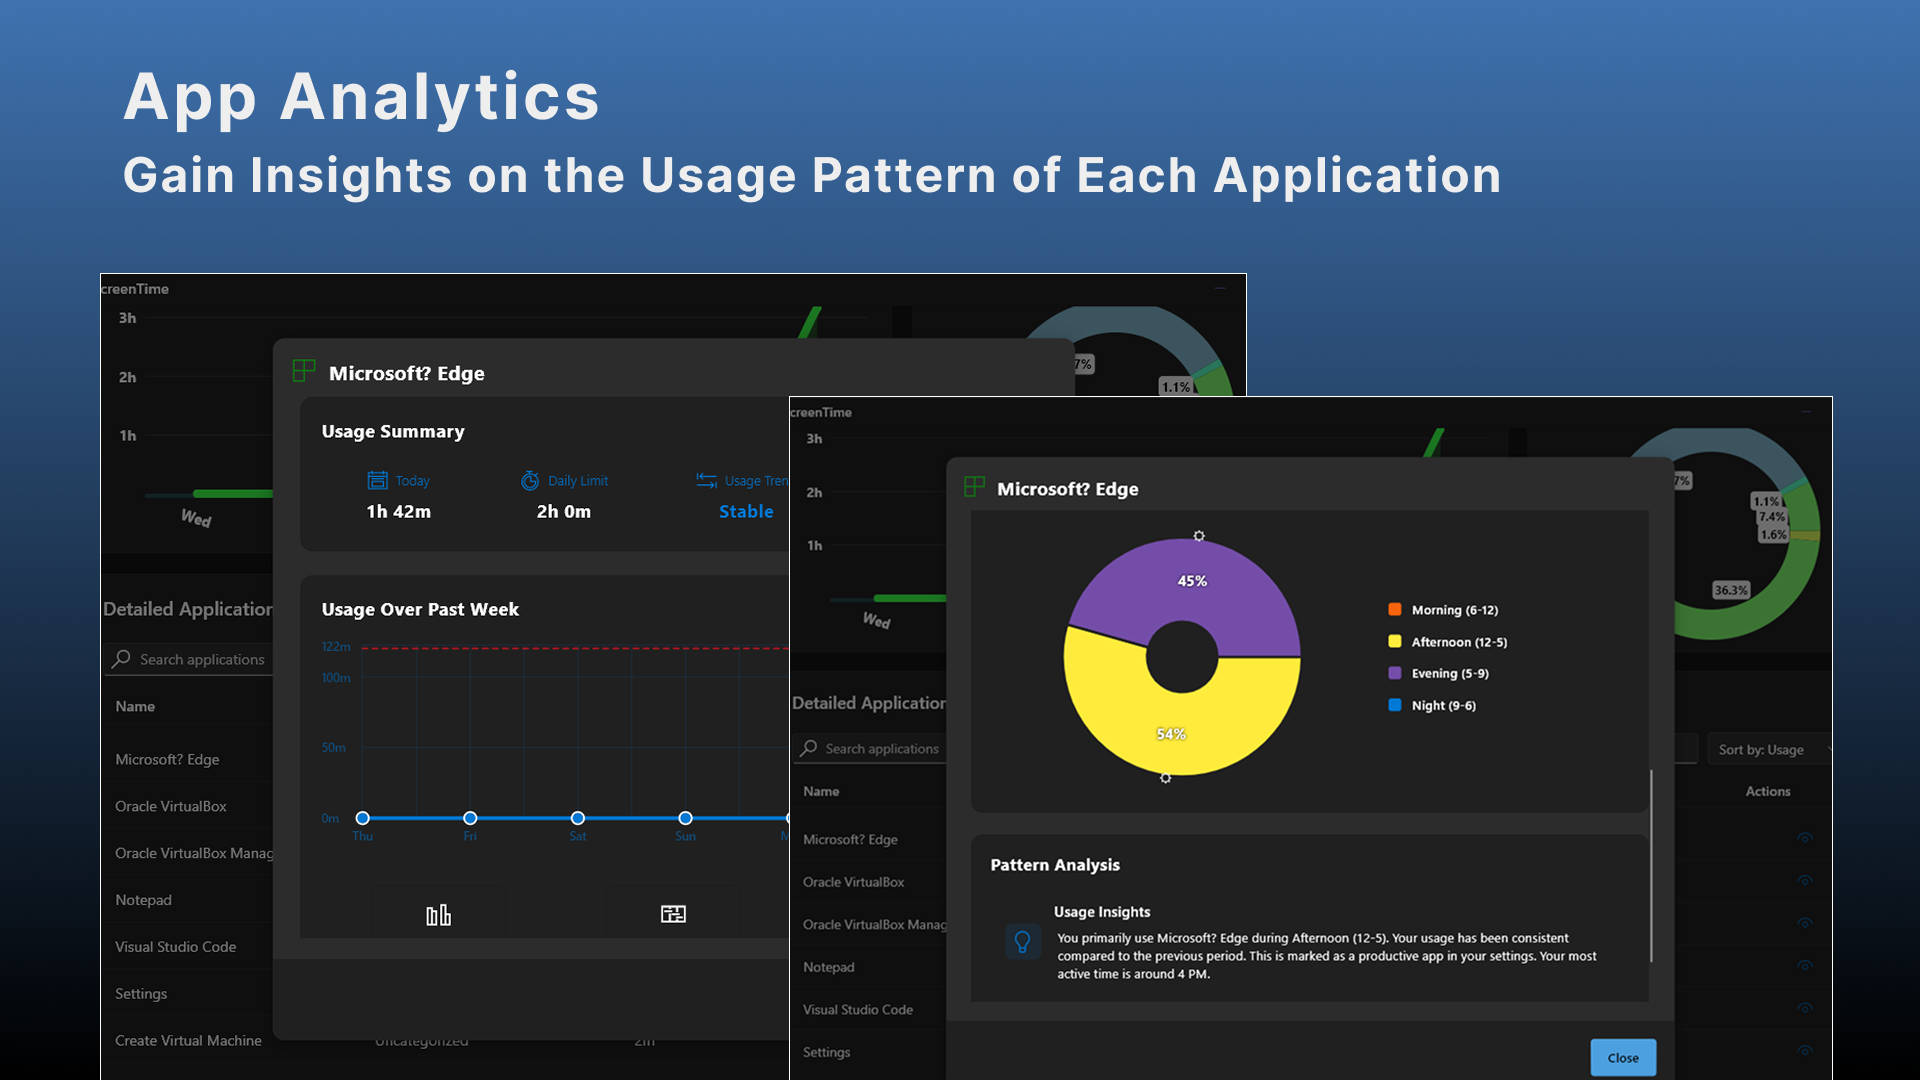 App Analytics
Gain Insights on the Usage Pattern of Each Application
creenTime
3h
2h
1h
Wed
7%
1.1%
Microsoft? Edge
Usage Summary
Today
Daily Limit
Usage Tren
1h 42m
2h 0m
Stable
Usage Over Past Week
122m
100m
50m
0m
Thu
Fri
Sat
Sun
M
Detailed Application
Search applications
Name
Microsoft? Edge
Oracle VirtualBox
Oracle VirtualBox Manag
Notepad
Visual Studio Code
Settings
Create Virtual Machine
Uncategorized
2m
creenTime
3h
2h
1h
Wed
7%
1.1%
7.4%
1.6%
36.3%
Microsoft? Edge
45%
54%
Morning (6-12)
Afternoon (12-5)
Evening (5-9)
Night (9-6)
Pattern Analysis
Usage Insights
You primarily use Microsoft? Edge during Afternoon (12-5). Your usage has been consistent
compared to the previous period. This is marked as a productive app in your settings. Your most
active time is around 4 PM.
Close
Detailed Application
Search applications
Sort by: Usage
Name
Actions
Microsoft? Edge
Oracle VirtualBox
Oracle VirtualBox Manag
Notepad
Visual Studio Code
Settings